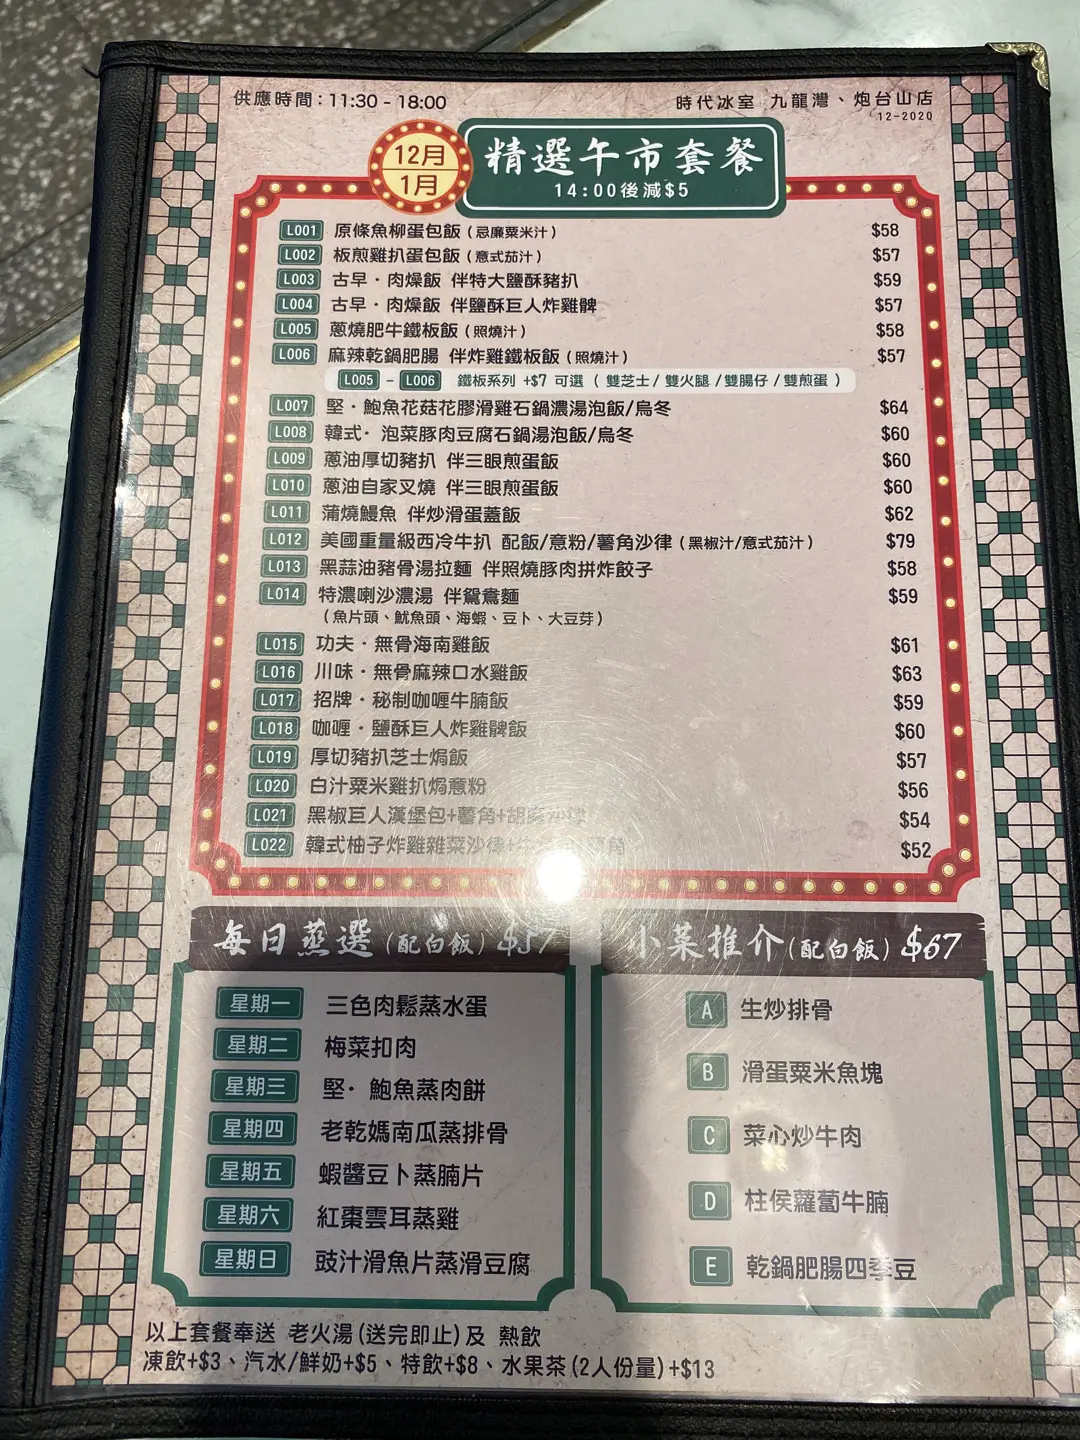 供應時間：11:30 - 18:00
時代冰室 九龍灣、炮台山店
12-2020
12月
1月
精選午市套餐
14:00後減$5
L001 原條魚柳蛋包飯（忌廉粟米汁） $58
L002 板煎雞扒蛋包飯（意式茄汁） $57
L003 古早・肉燥飯 伴特大鹽酥豬扒 $59
L004 古早・肉燥飯 伴鹽酥巨人炸雞髀 $57
L005 蔥燒肥牛鐵板飯（照燒汁） $58
L006 麻辣乾鍋肥腸 伴炸雞鐵板飯（照燒汁） $57
L005 – L006 鐵板系列 +$7 可選（雙芝士/雙火腿/雙腸仔/雙煎蛋）
L007 堅・鮑魚花菇花膠滑雞石鍋濃湯泡飯/烏冬 $64
L008 韓式・泡菜豚肉豆腐石鍋湯泡飯/烏冬 $60
L009 蔥油厚切豬扒 伴三眼煎蛋飯 $60
L010 蔥油自家叉燒 伴三眼煎蛋飯 $60
L011 蒲燒鰻魚 伴炒滑蛋蓋飯 $62
L012 美國重量級西冷牛扒 配飯/意粉/薯角沙律（黑椒汁/意式茄汁） $79
L013 黑蒜油豬骨湯拉麵 伴照燒豚肉拼炸餃子 $58
L014 特濃喇沙濃湯 伴鴛鴦麵 $59
（魚片頭、魷魚頭、海蝦、豆卜、大豆芽）
L015 功夫・無骨海南雞飯 $61
L016 川味・無骨麻辣口水雞飯 $63
L017 招牌・秘制咖喱牛腩飯 $59
L018 咖喱・鹽酥巨人炸雞髀飯 $60
L019 厚切豬扒芝士焗飯 $57
L020 白汁粟米雞扒焗意粉 $56
L021 黑椒巨人漢堡包+薯角+胡麻沙律 $54
L022 韓式柚子炸雞雜菜沙律+ $52
每日蒸選（配白飯）$57
星期一 三色肉鬆蒸水蛋
星期二 梅菜扣肉
星期三 堅・鮑魚蒸肉餅
星期四 老乾媽南瓜蒸排骨
星期五 蝦醬豆卜蒸腩片
星期六 紅棗雲耳蒸雞
星期日 豉汁滑魚片蒸滑豆腐
小菜推介（配白飯）$67
A 生炒排骨
B 滑蛋粟米魚塊
C 菜心炒牛肉
D 柱侯蘿蔔牛腩
E 乾鍋肥腸四季豆
以上套餐奉送 老火湯(送完即止)及 熱飲
凍飲+$3、汽水/鮮奶+$5、特飲+$8、水果茶(2人份量)+$13